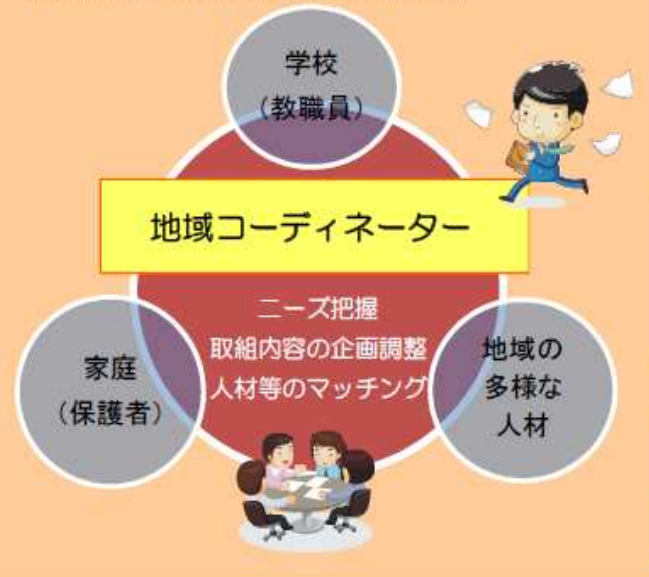 学校
(教職員)
地域コーディネーター
ニーズ把握
取組内容の企画調整
人材等のマッチング
家庭
(保護者)
地域の
多様な
人材